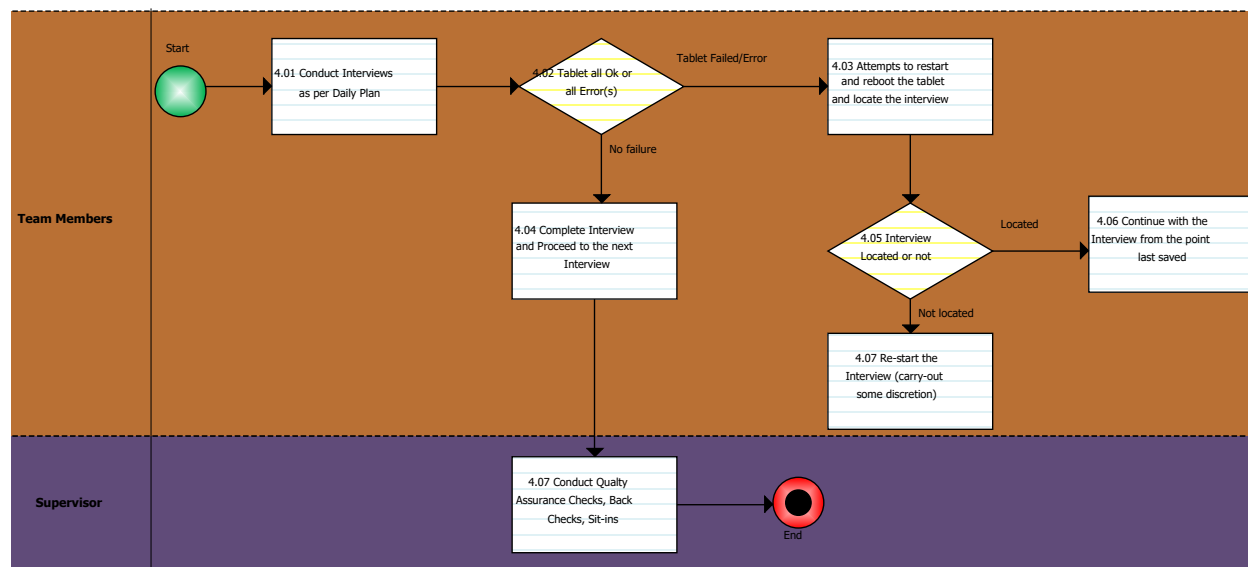 Start
4.01 Conduct Interviews
as per Daily Plan
4.02 Tablet all Ok or
all Error(s)
Tablet Failed/Error
4.03 Attempts to restart
and reboot the tablet
and locate the interview
No failure
Team Members
4.04 Complete Interview
and Proceed to the next
Interview
4.05 Interview
Located or not
Located
4.06 Continue with the
Interview from the point
last saved
Not located
4.07 Re-start the
Interview (carry-out
some discretion)
Supervisor
4.07 Conduct Qualty
Assurance Checks, Back
Checks, Sit-ins
End